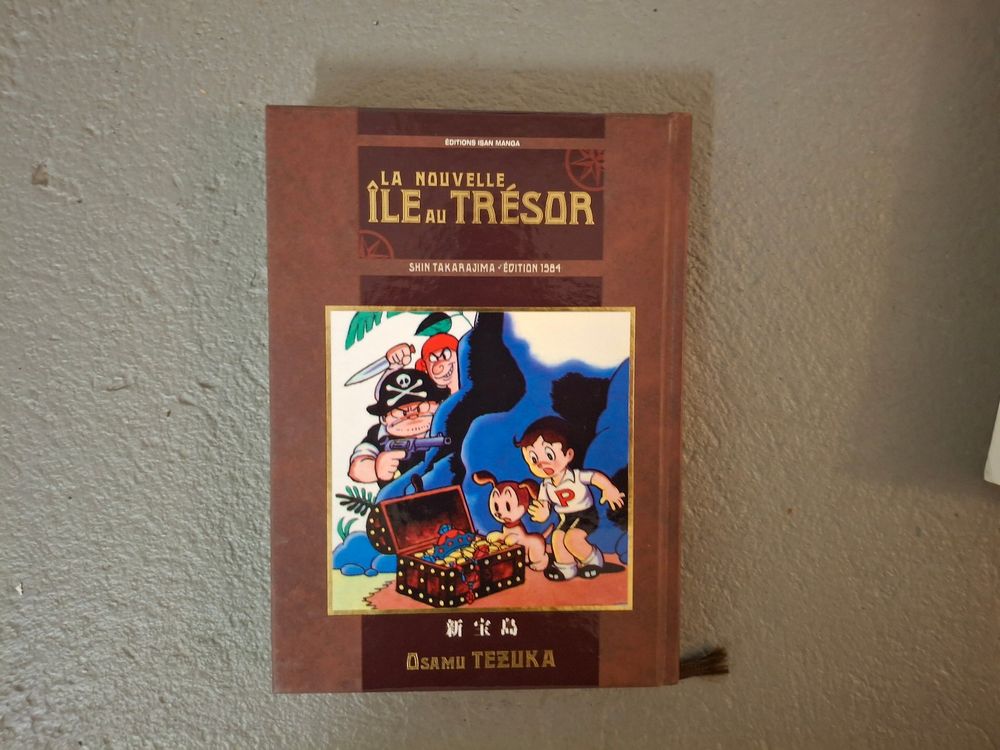 ÉDITIONS ISAN MANGA
LA NOUVELLE
ÎLE AU TRÉSOR
SHIN TAKARAJIMA - ÉDITION 1984
P
新宝島
OSAMU TEZUKA